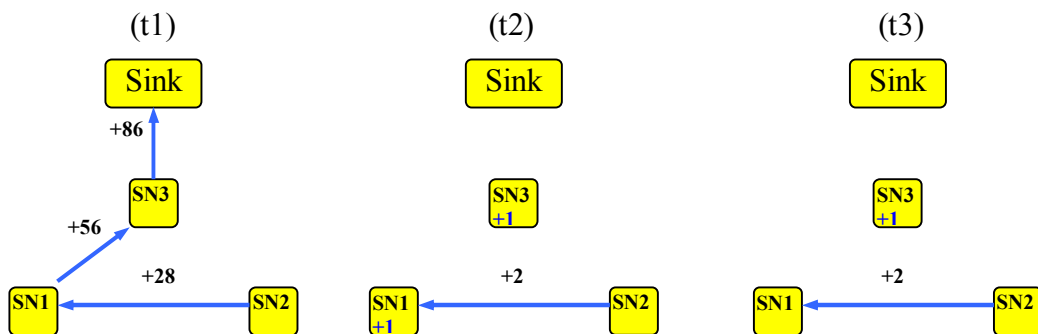 (t1)
Sink
+86
SN3
+56
+28
SN1
SN2
(t2)
Sink
SN3
+1
+2
SN1
+1
SN2
(t3)
Sink
SN3
+1
+2
SN1
SN2